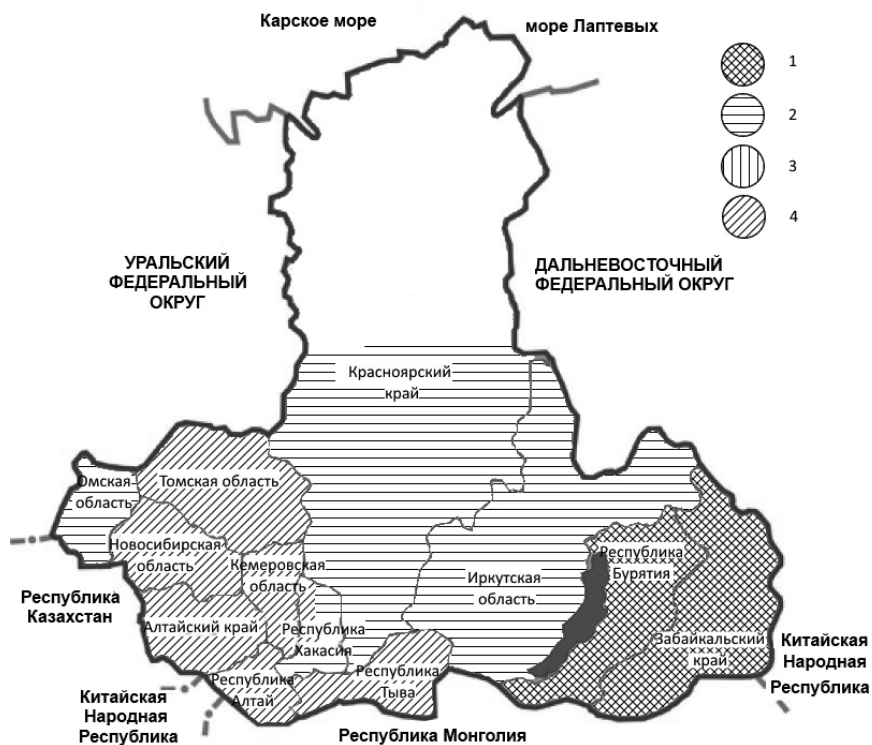 Карское море
море Лаптевых
1
2
3
4
УРАЛЬСКИЙ
ФЕДЕРАЛЬНЫЙ
ОКРУГ
ДАЛЬНЕВОСТОЧНЫЙ
ФЕДЕРАЛЬНЫЙ ОКРУГ
Красноярский
край
Омская
область
Томская область
Новосибирская
область
Кемеровская
область
Иркутская
область
Республика
Бурятия
Республика
Казахстан
Алтайский край
Республика
Хакасия
Забайкальский
край
Республика
Алтай
Республика
Тыва
Китайская
Народная
Республика
Китайская
Народная
Республика
Республика Монголия